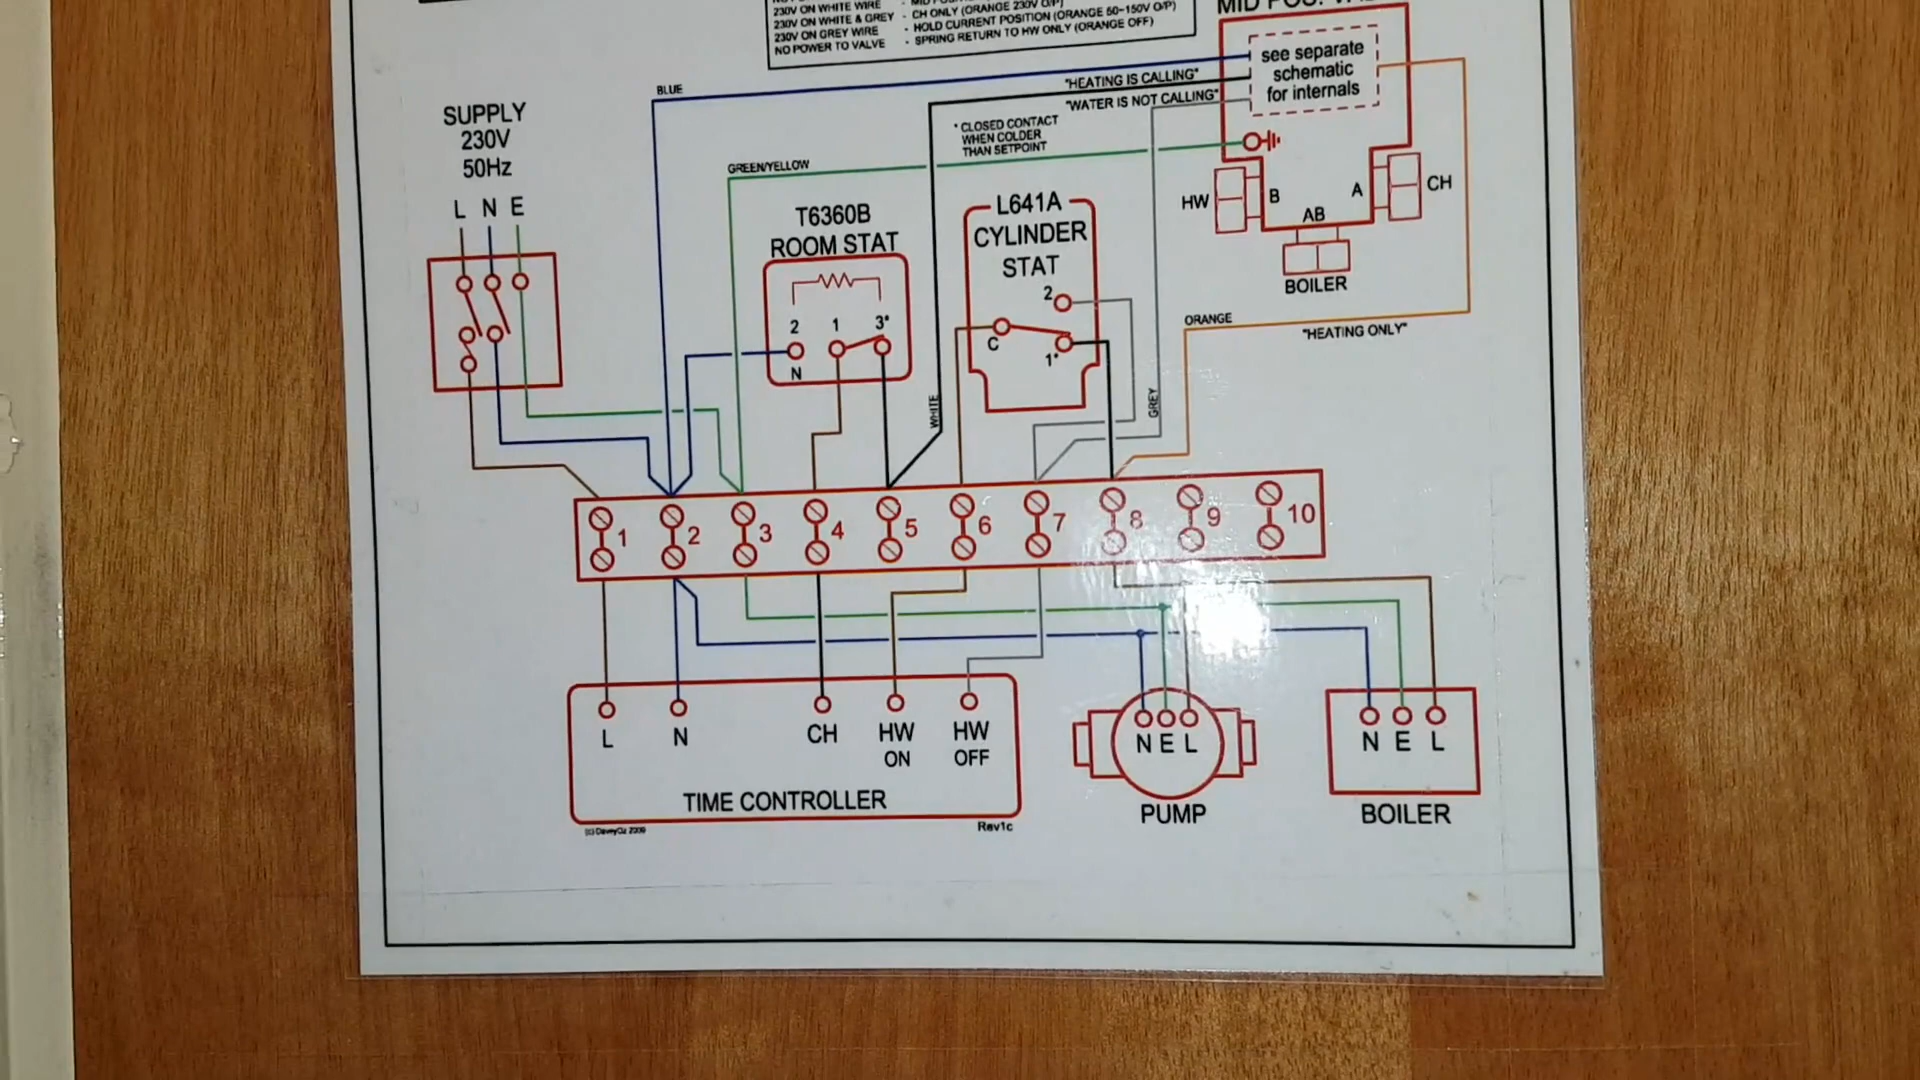 230V ON WHITE WIRE
230V ON WHITE & GREY - CH ONLY (ORANGE 230V O/P)
230V ON GREY WIRE - HOLD CURRENT POSITION (ORANGE 50~150V O/P)
NO POWER TO VALVE - SPRING RETURN TO HW ONLY (ORANGE OFF)
MID POS.
see separate
schematic
for internals
BLUE
"HEATING IS CALLING"
"WATER IS NOT CALLING"
SUPPLY
230V
50Hz
* CLOSED CONTACT
WHEN COLDER
THAN SETPOINT
GREEN/YELLOW
L N E
T6360B
ROOM STAT
L641A
CYLINDER
STAT
HW
B
A
CH
AB
BOILER
2 1 3*
N
2
C
1*
ORANGE
"HEATING ONLY"
WHITE
GREY
1 2 3 4 5 6 7 8 9 10
L N CH HW ON HW OFF
TIME CONTROLLER
(c) DaveyOz 2009
Rev1c
N E L
PUMP
N E L
BOILER